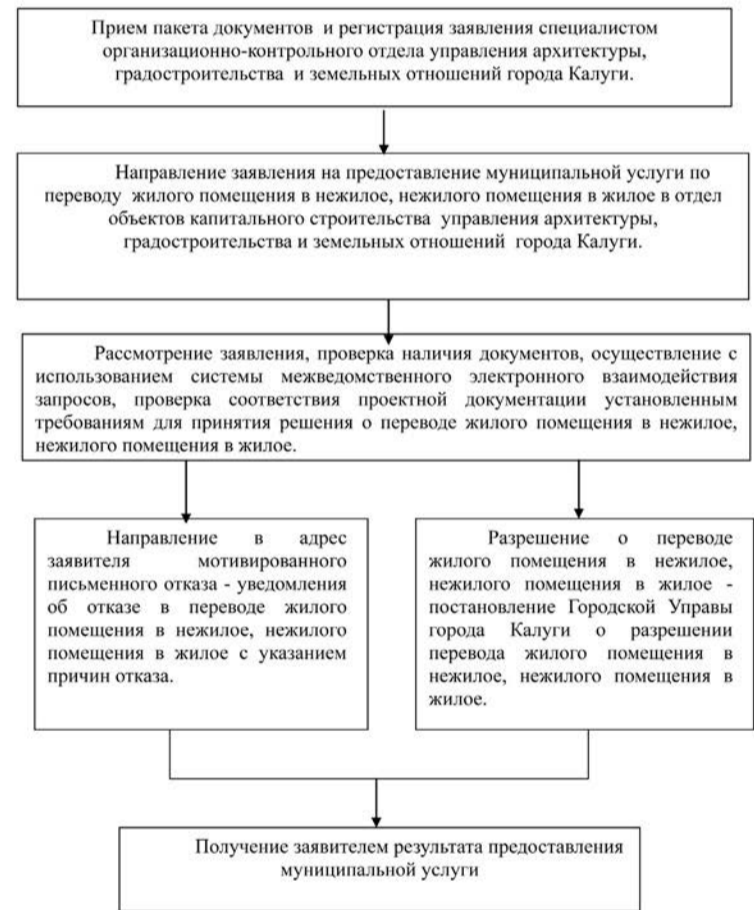 Прием пакета документов и регистрация заявления специалистом
организационно-контрольного отдела управления архитектуры,
градостроительства и земельных отношений города Калуги.
Направление заявления на предоставление муниципальной услуги по
переводу жилого помещения в нежилое, нежилого помещения в жилое в отдел
объектов капитального строительства управления архитектуры,
градостроительства и земельных отношений города Калуги.
Рассмотрение заявления, проверка наличия документов, осуществление с
использованием системы межведомственного электронного взаимодействия
запросов, проверка соответствия проектной документации установленным
требованиям для принятия решения о переводе жилого помещения в нежилое,
нежилого помещения в жилое.
Направление в адрес
заявителя мотивированного
письменного отказа - уведомления
об отказе в переводе жилого
помещения в нежилое, нежилого
помещения в жилое с указанием
причин отказа.
Разрешение о переводе
жилого помещения в нежилое,
нежилого помещения в жилое -
постановление Городской Управы
города Калуги о разрешении
перевода жилого помещения в
нежилое, нежилого помещения в
жилое.
Получение заявителем результата предоставления
муниципальной услуги